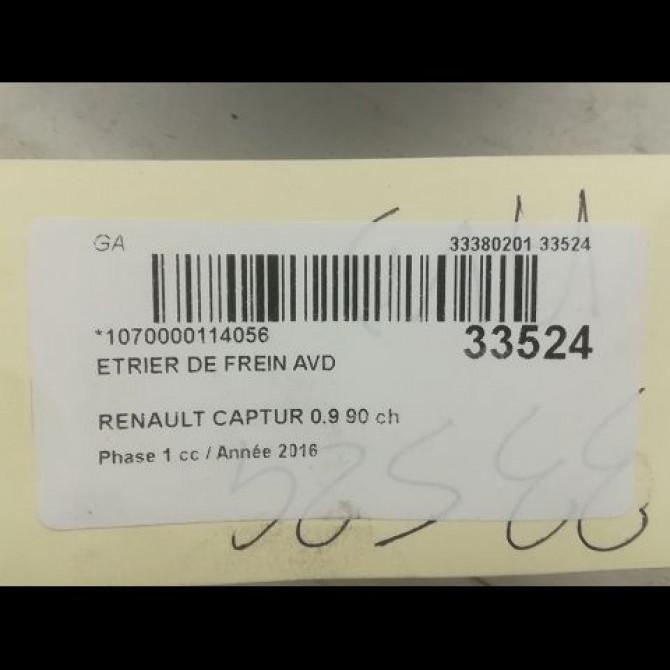 GA 33380201 33524
*1070000114056 33524
ETRIER DE FREIN AVD
RENAULT CAPTUR 0.9 90 ch
Phase 1 cc / Année 2016
33524